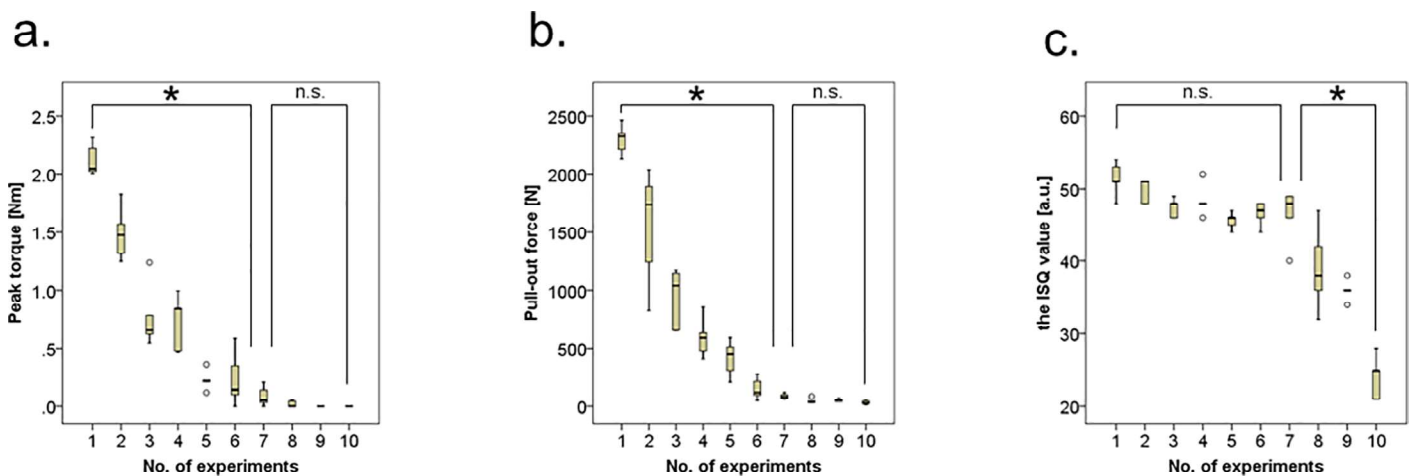 a.
*
n.s.
2.5
2.0
1.5
1.0
.5
.0
Peak torque [Nm]
1 2 3 4 5 6 7 8 9 10
No. of experiments
b.
*
n.s.
2500
2000
1500
1000
500
0
Pull-out force [N]
1 2 3 4 5 6 7 8 9 10
No. of experiments
c.
n.s.
*
60
50
40
30
20
the ISQ value [a.u.]
1 2 3 4 5 6 7 8 9 10
No. of experiments